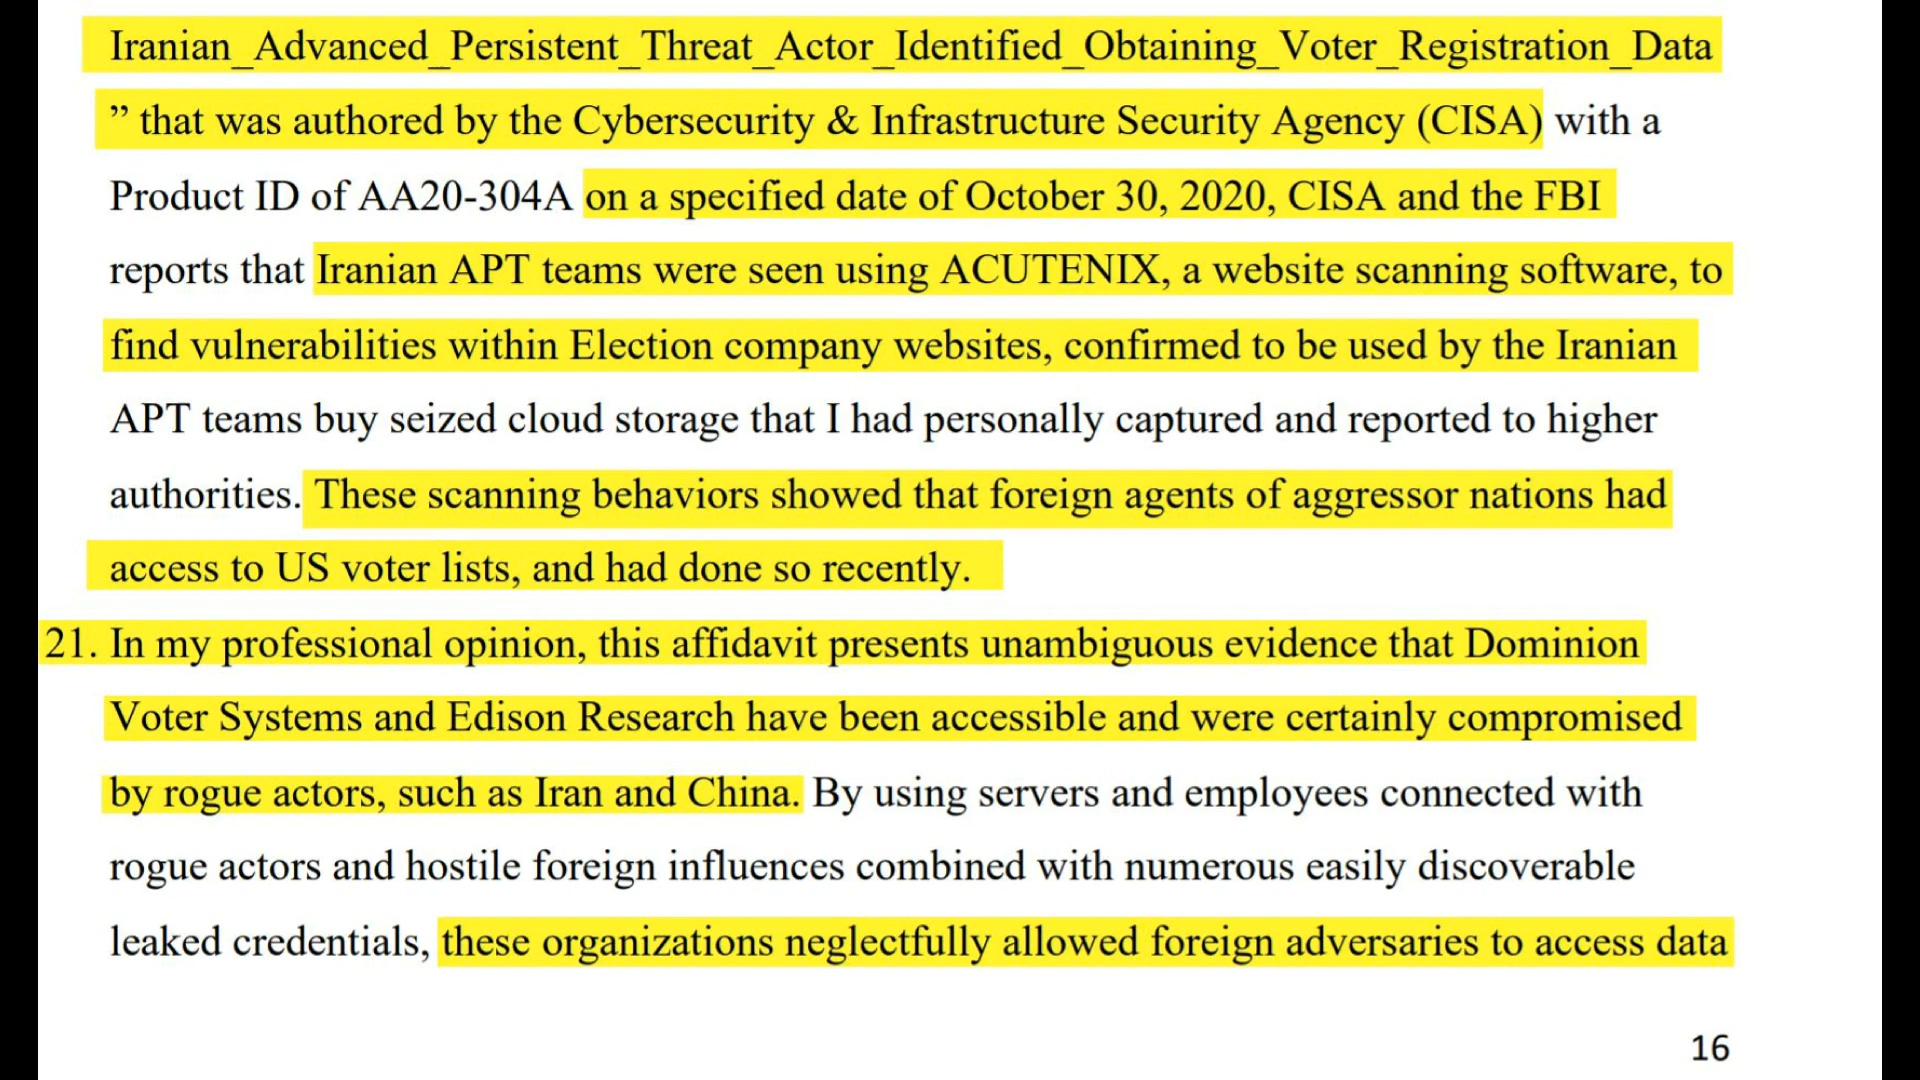 Iranian_Advanced_Persistent_Threat_Actor_Identified_Obtaining_Voter_Registration_Data
” that was authored by the Cybersecurity & Infrastructure Security Agency (CISA) with a
Product ID of AA20-304A on a specified date of October 30, 2020, CISA and the FBI
reports that Iranian APT teams were seen using ACUTENIX, a website scanning software, to
find vulnerabilities within Election company websites, confirmed to be used by the Iranian
APT teams buy seized cloud storage that I had personally captured and reported to higher
authorities. These scanning behaviors showed that foreign agents of aggressor nations had
access to US voter lists, and had done so recently.
21. In my professional opinion, this affidavit presents unambiguous evidence that Dominion
Voter Systems and Edison Research have been accessible and were certainly compromised
by rogue actors, such as Iran and China. By using servers and employees connected with
rogue actors and hostile foreign influences combined with numerous easily discoverable
leaked credentials, these organizations neglectfully allowed foreign adversaries to access data
16